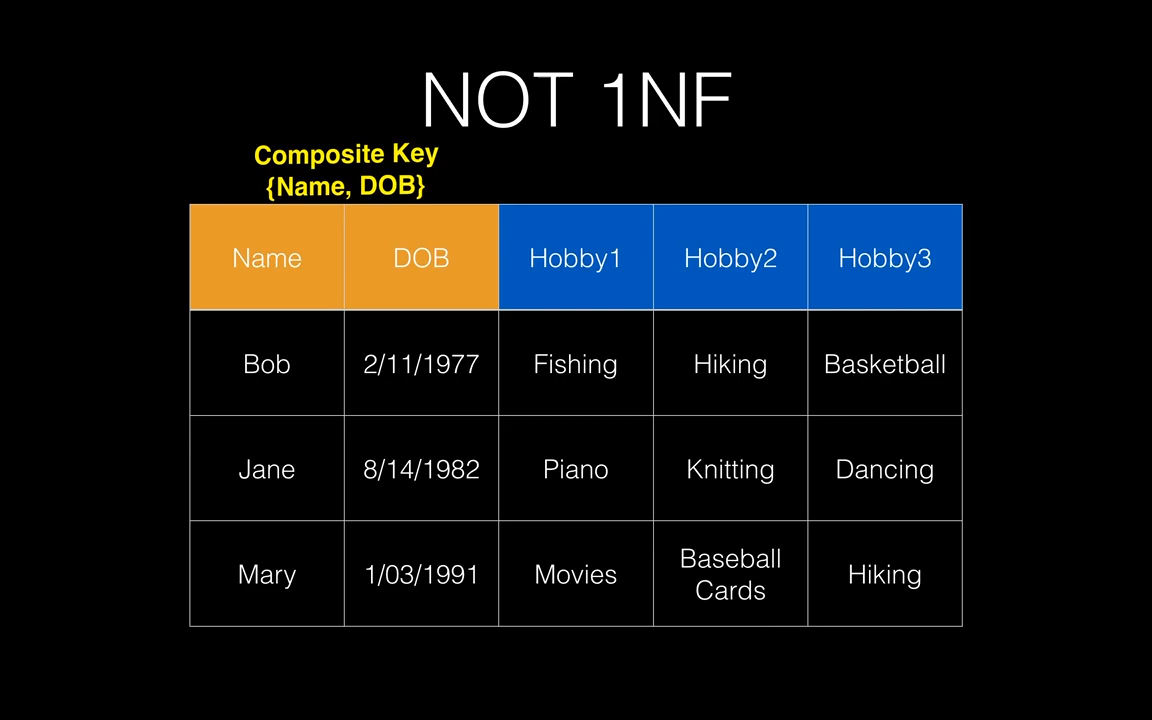 NOT 1NF
Composite Key
{Name, DOB}
Name DOB Hobby1 Hobby2 Hobby3
Bob 2/11/1977 Fishing Hiking Basketball
Jane 8/14/1982 Piano Knitting Dancing
Mary 1/03/1991 Movies Baseball Cards Hiking